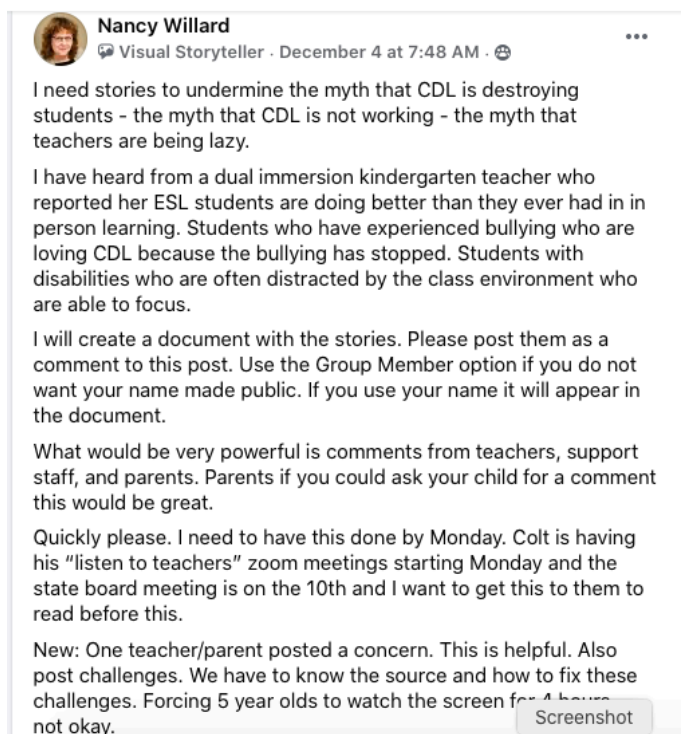 Nancy Willard
Visual Storyteller · December 4 at 7:48 AM ·
I need stories to undermine the myth that CDL is destroying
students - the myth that CDL is not working - the myth that
teachers are being lazy.
I have heard from a dual immersion kindergarten teacher who
reported her ESL students are doing better than they ever had in in
person learning. Students who have experienced bullying who are
loving CDL because the bullying has stopped. Students with
disabilities who are often distracted by the class environment who
are able to focus.
I will create a document with the stories. Please post them as a
comment to this post. Use the Group Member option if you do not
want your name made public. If you use your name it will appear in
the document.
What would be very powerful is comments from teachers, support
staff, and parents. Parents if you could ask your child for a comment
this would be great.
Quickly please. I need to have this done by Monday. Colt is having
his “listen to teachers” zoom meetings starting Monday and the
state board meeting is on the 10th and I want to get this to them to
read before this.
New: One teacher/parent posted a concern. This is helpful. Also
post challenges. We have to know the source and how to fix these
challenges. Forcing 5 year olds to watch the screen for 4 hours
not okay.
Screenshot